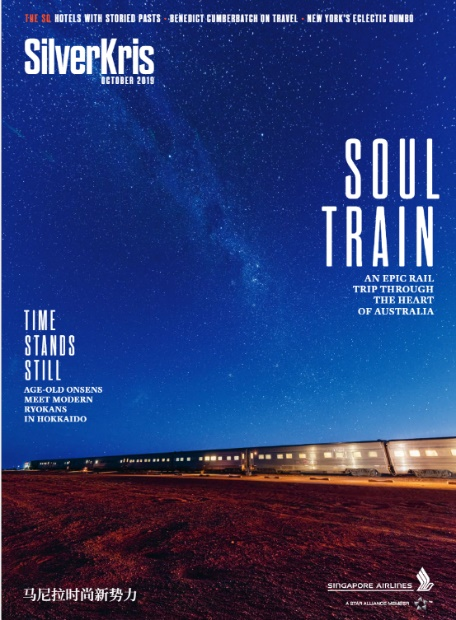 THE SG HOTELS WITH STORIED PASTS · BENEDICT CUMBERBATCH ON TRAVEL · NEW YORK'S ECLECTIC DUMBO
SilverKris
OCTOBER 2019
SOUL
TRAIN
AN EPIC RAIL
TRIP THROUGH
THE HEART
OF AUSTRALIA
TIME
STANDS
STILL
AGE-OLD ONSENS
MEET MODERN
RYOKANS
IN HOKKAIDO
马尼拉时尚新势力
SINGAPORE AIRLINES
A STAR ALLIANCE MEMBER